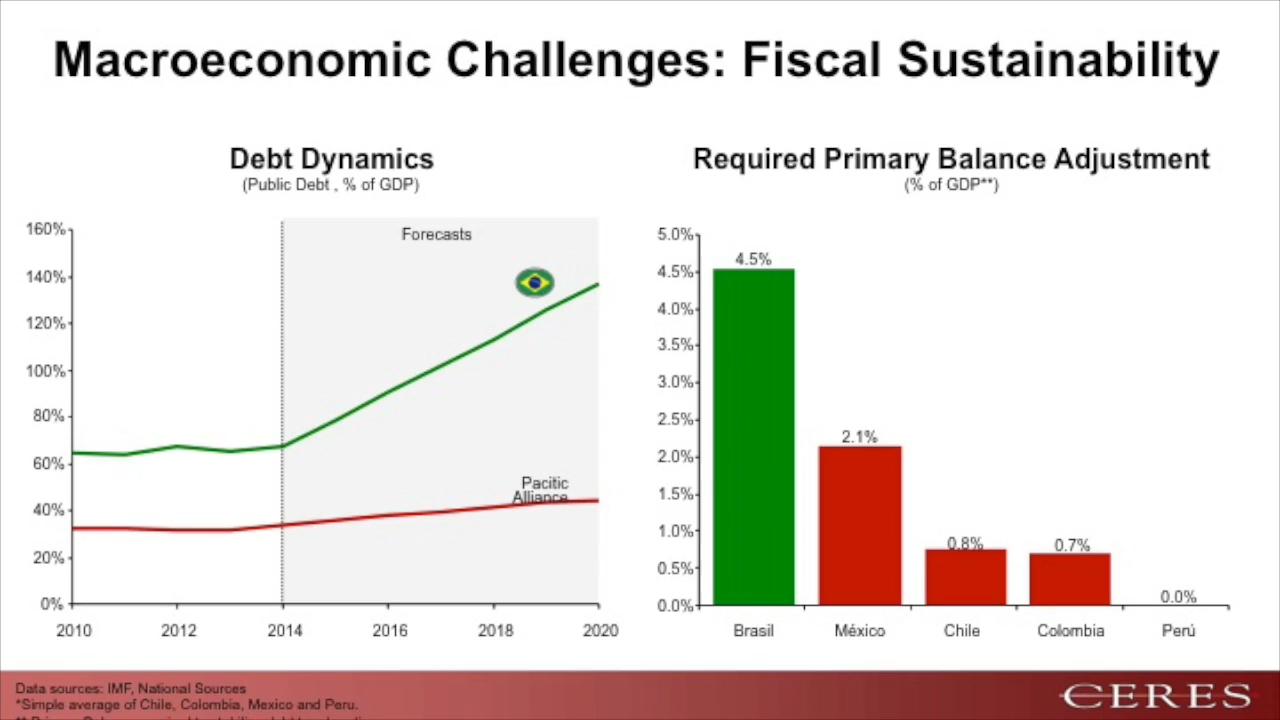 Macroeconomic Challenges: Fiscal Sustainability
Debt Dynamics
(Public Debt , % of GDP)
160%
140%
120%
100%
80%
60%
40%
20%
0%
Forecasts
Pacitic
Alliance
2010 2012 2014 2016 2018 2020
Required Primary Balance Adjustment
(% of GDP**)
5.0%
4.5%
4.0%
3.5%
3.0%
2.5%
2.0%
1.5%
1.0%
0.5%
0.0%
4.5%
2.1%
0.8%
0.7%
0.0%
Brasil México Chile Colombia Perú
Data sources: IMF, National Sources
*Simple average of Chile, Colombia, Mexico and Peru.
CERES